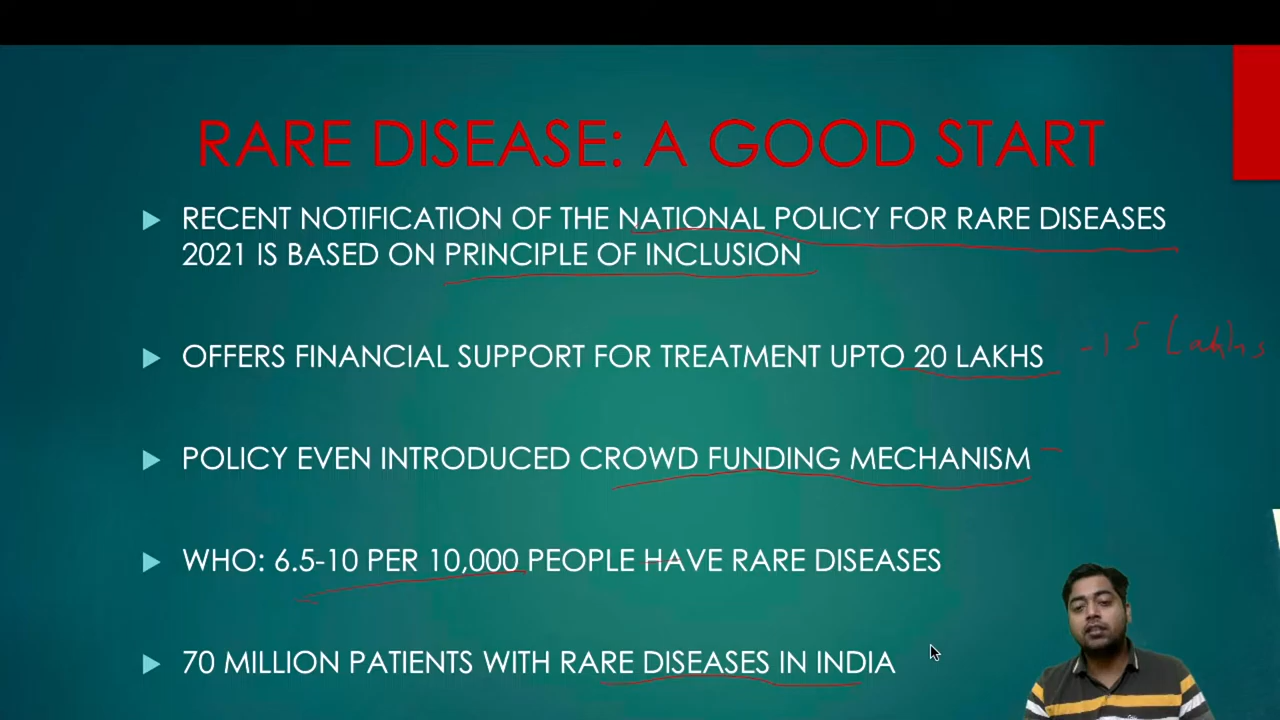 RARE DISEASE: A GOOD START
RECENT NOTIFICATION OF THE NATIONAL POLICY FOR RARE DISEASES
2021 IS BASED ON PRINCIPLE OF INCLUSION
OFFERS FINANCIAL SUPPORT FOR TREATMENT UPTO 20 LAKHS -15 Lakhs
POLICY EVEN INTRODUCED CROWD FUNDING MECHANISM
WHO: 6.5-10 PER 10,000 PEOPLE HAVE RARE DISEASES
70 MILLION PATIENTS WITH RARE DISEASES IN INDIA